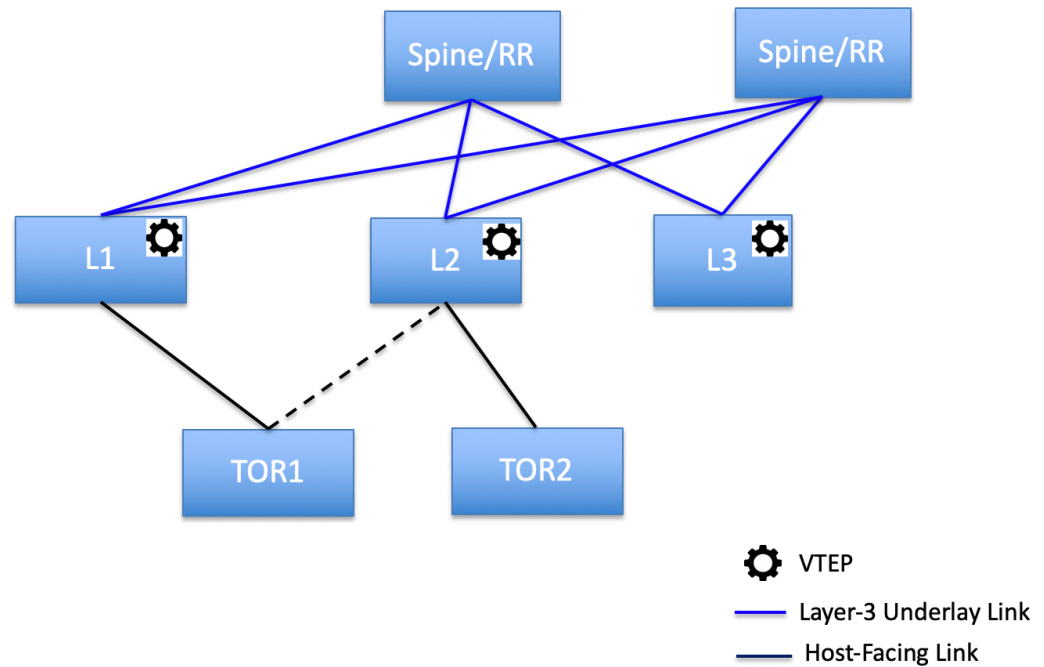 Spine/RR
Spine/RR
L1
L2
L3
TOR1
TOR2
VTEP
Layer-3 Underlay Link
Host-Facing Link